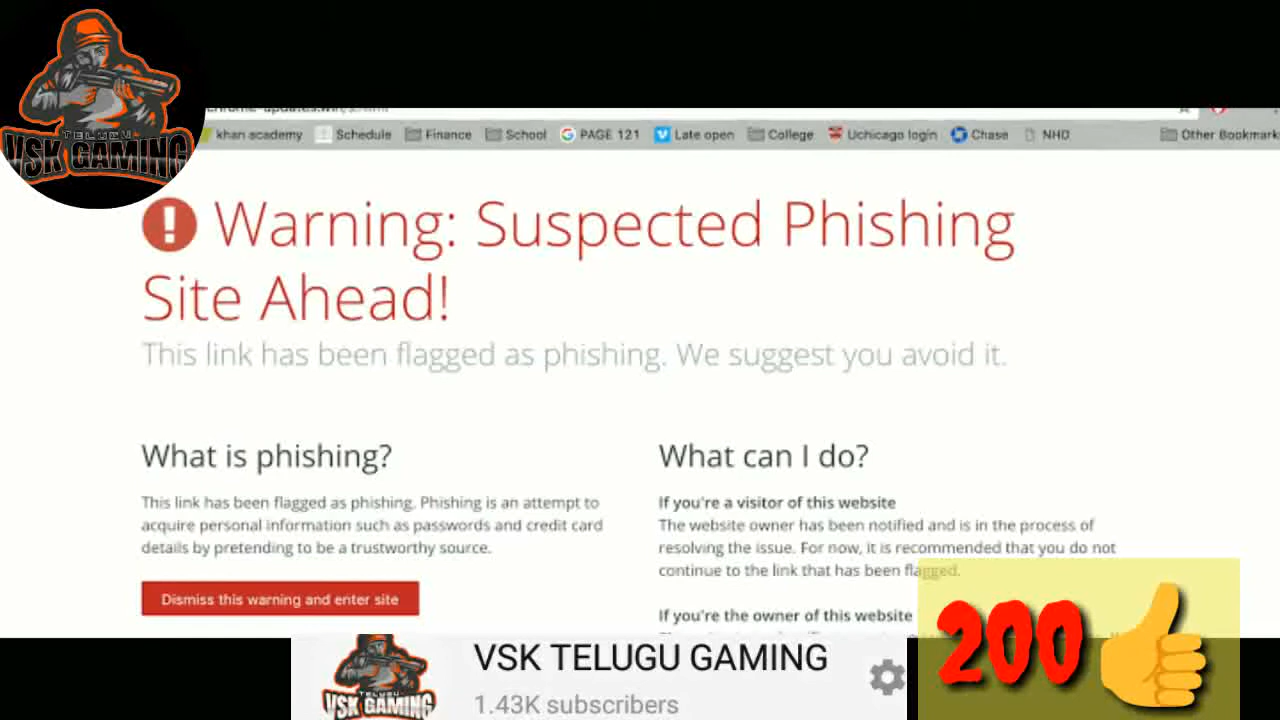 TELUGU
VSK GAMING
khan academy Schedule Finance School PAGE 121 Late open College Uchicago login Chase NHD Other Bookmark
Warning: Suspected Phishing
Site Ahead!
This link has been flagged as phishing. We suggest you avoid it.
What is phishing?
This link has been flagged as phishing. Phishing is an attempt to
acquire personal information such as passwords and credit card
details by pretending to be a trustworthy source.
Dismiss this warning and enter site
What can I do?
If you're a visitor of this website
The website owner has been notified and is in the process of
resolving the issue. For now, it is recommended that you do not
continue to the link that has been flagged.
If you're the owner of this website
200
VSK TELUGU GAMING
1.43K subscribers
TELUGU
VSK GAMING